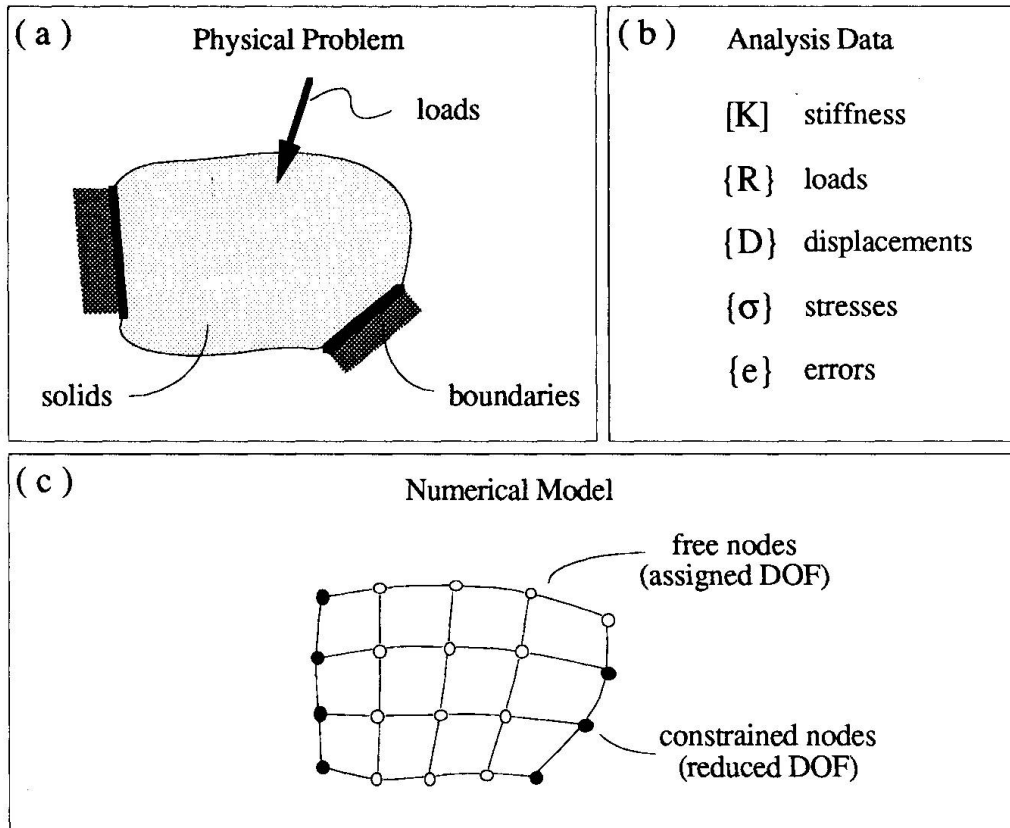 ( a )
Physical Problem
loads
solids
boundaries
( b )
Analysis Data
[K] stiffness
{R} loads
{D} displacements
{σ} stresses
{e} errors
( c )
Numerical Model
free nodes
(assigned DOF)
constrained nodes
(reduced DOF)